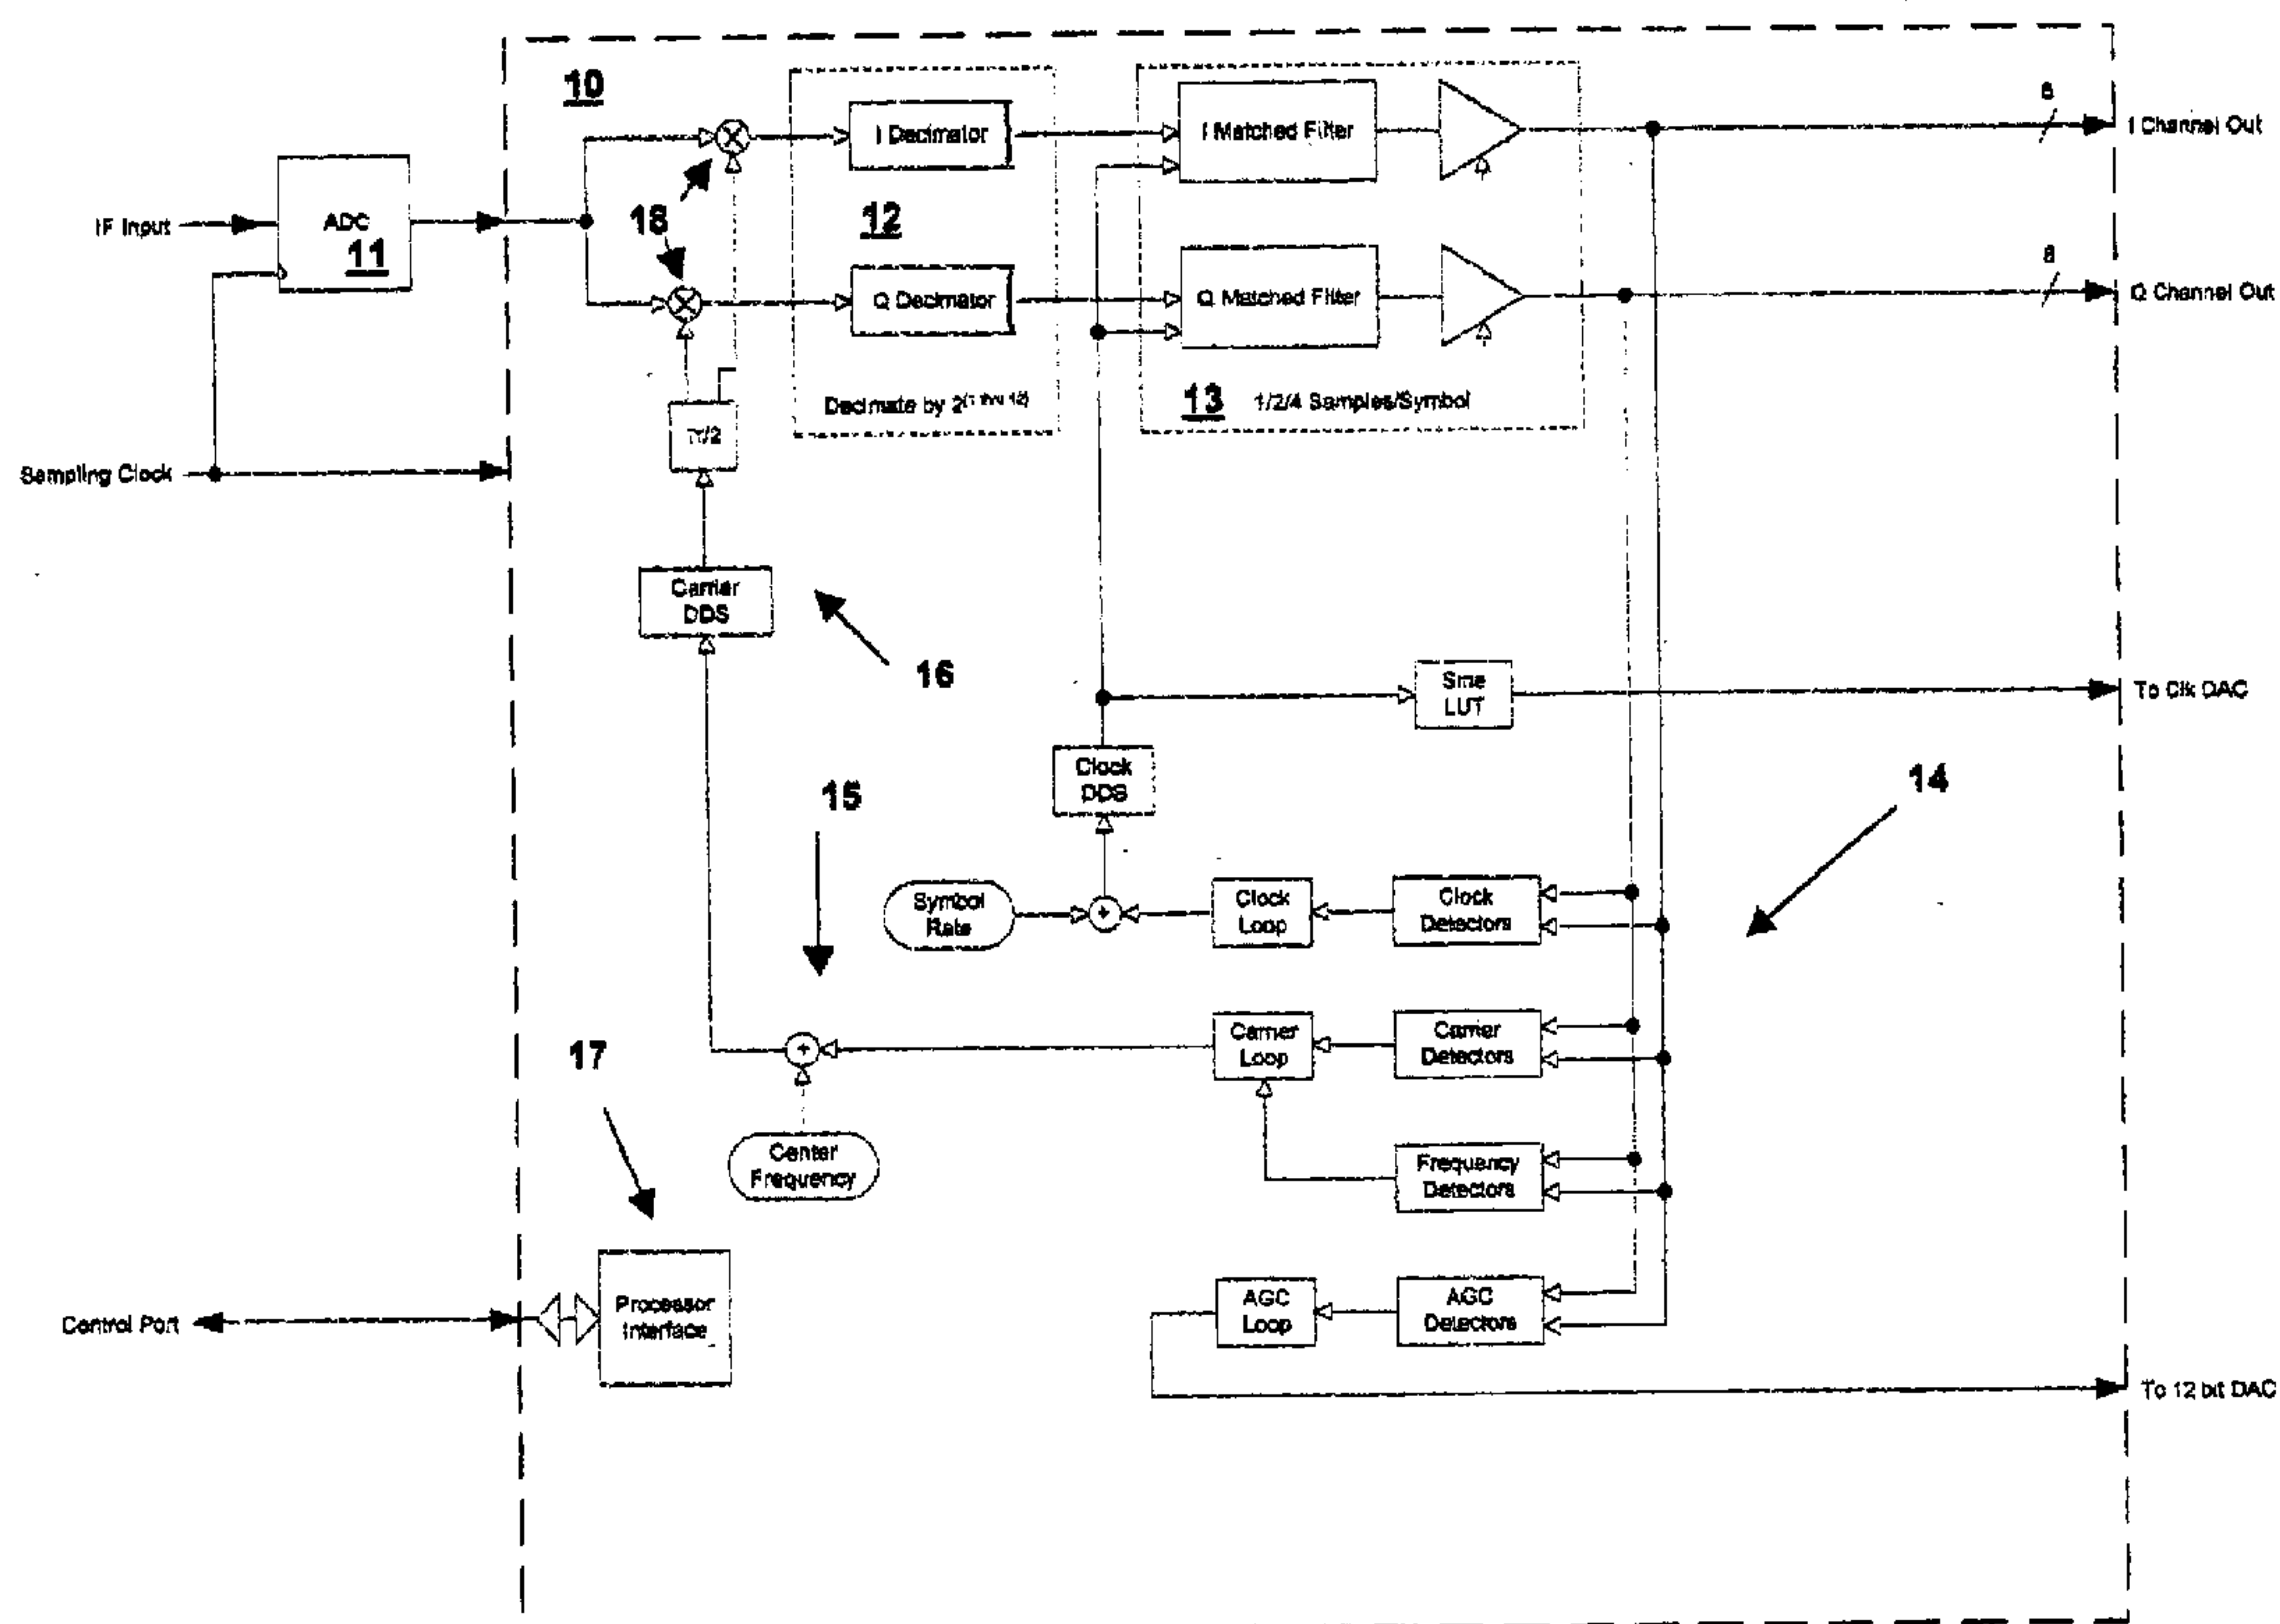 10
I Decimator
I Matched Filter
I Channel Out
IF Input
ADC
11
18
12
8
Q Decimator
Q Matched Filter
Q Channel Out
Decimate by
13
1/2/4 Samples/Symbol
π/2
Sampling Clock
Carrier
DDS
16
Sine
LUT
To Clk DAC
Clock
DDS
15
14
Symbol
Rate
+
Clock
Loop
Clock
Detectors
17
+
Carrier
Loop
Carrier
Detectors
Center
Frequency
Frequency
Detectors
Control Port
Processor
Interface
AGC
Loop
AGC
Detectors
To 12 bit DAC